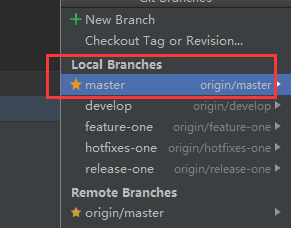 Git Branches
New Branch
Checkout Tag or Revision...
Local Branches
master origin/master
develop origin/develop
feature-one origin/feature-one
hotfixes-one origin/hotfixes-one
release-one origin/release-one
Remote Branches
origin/master